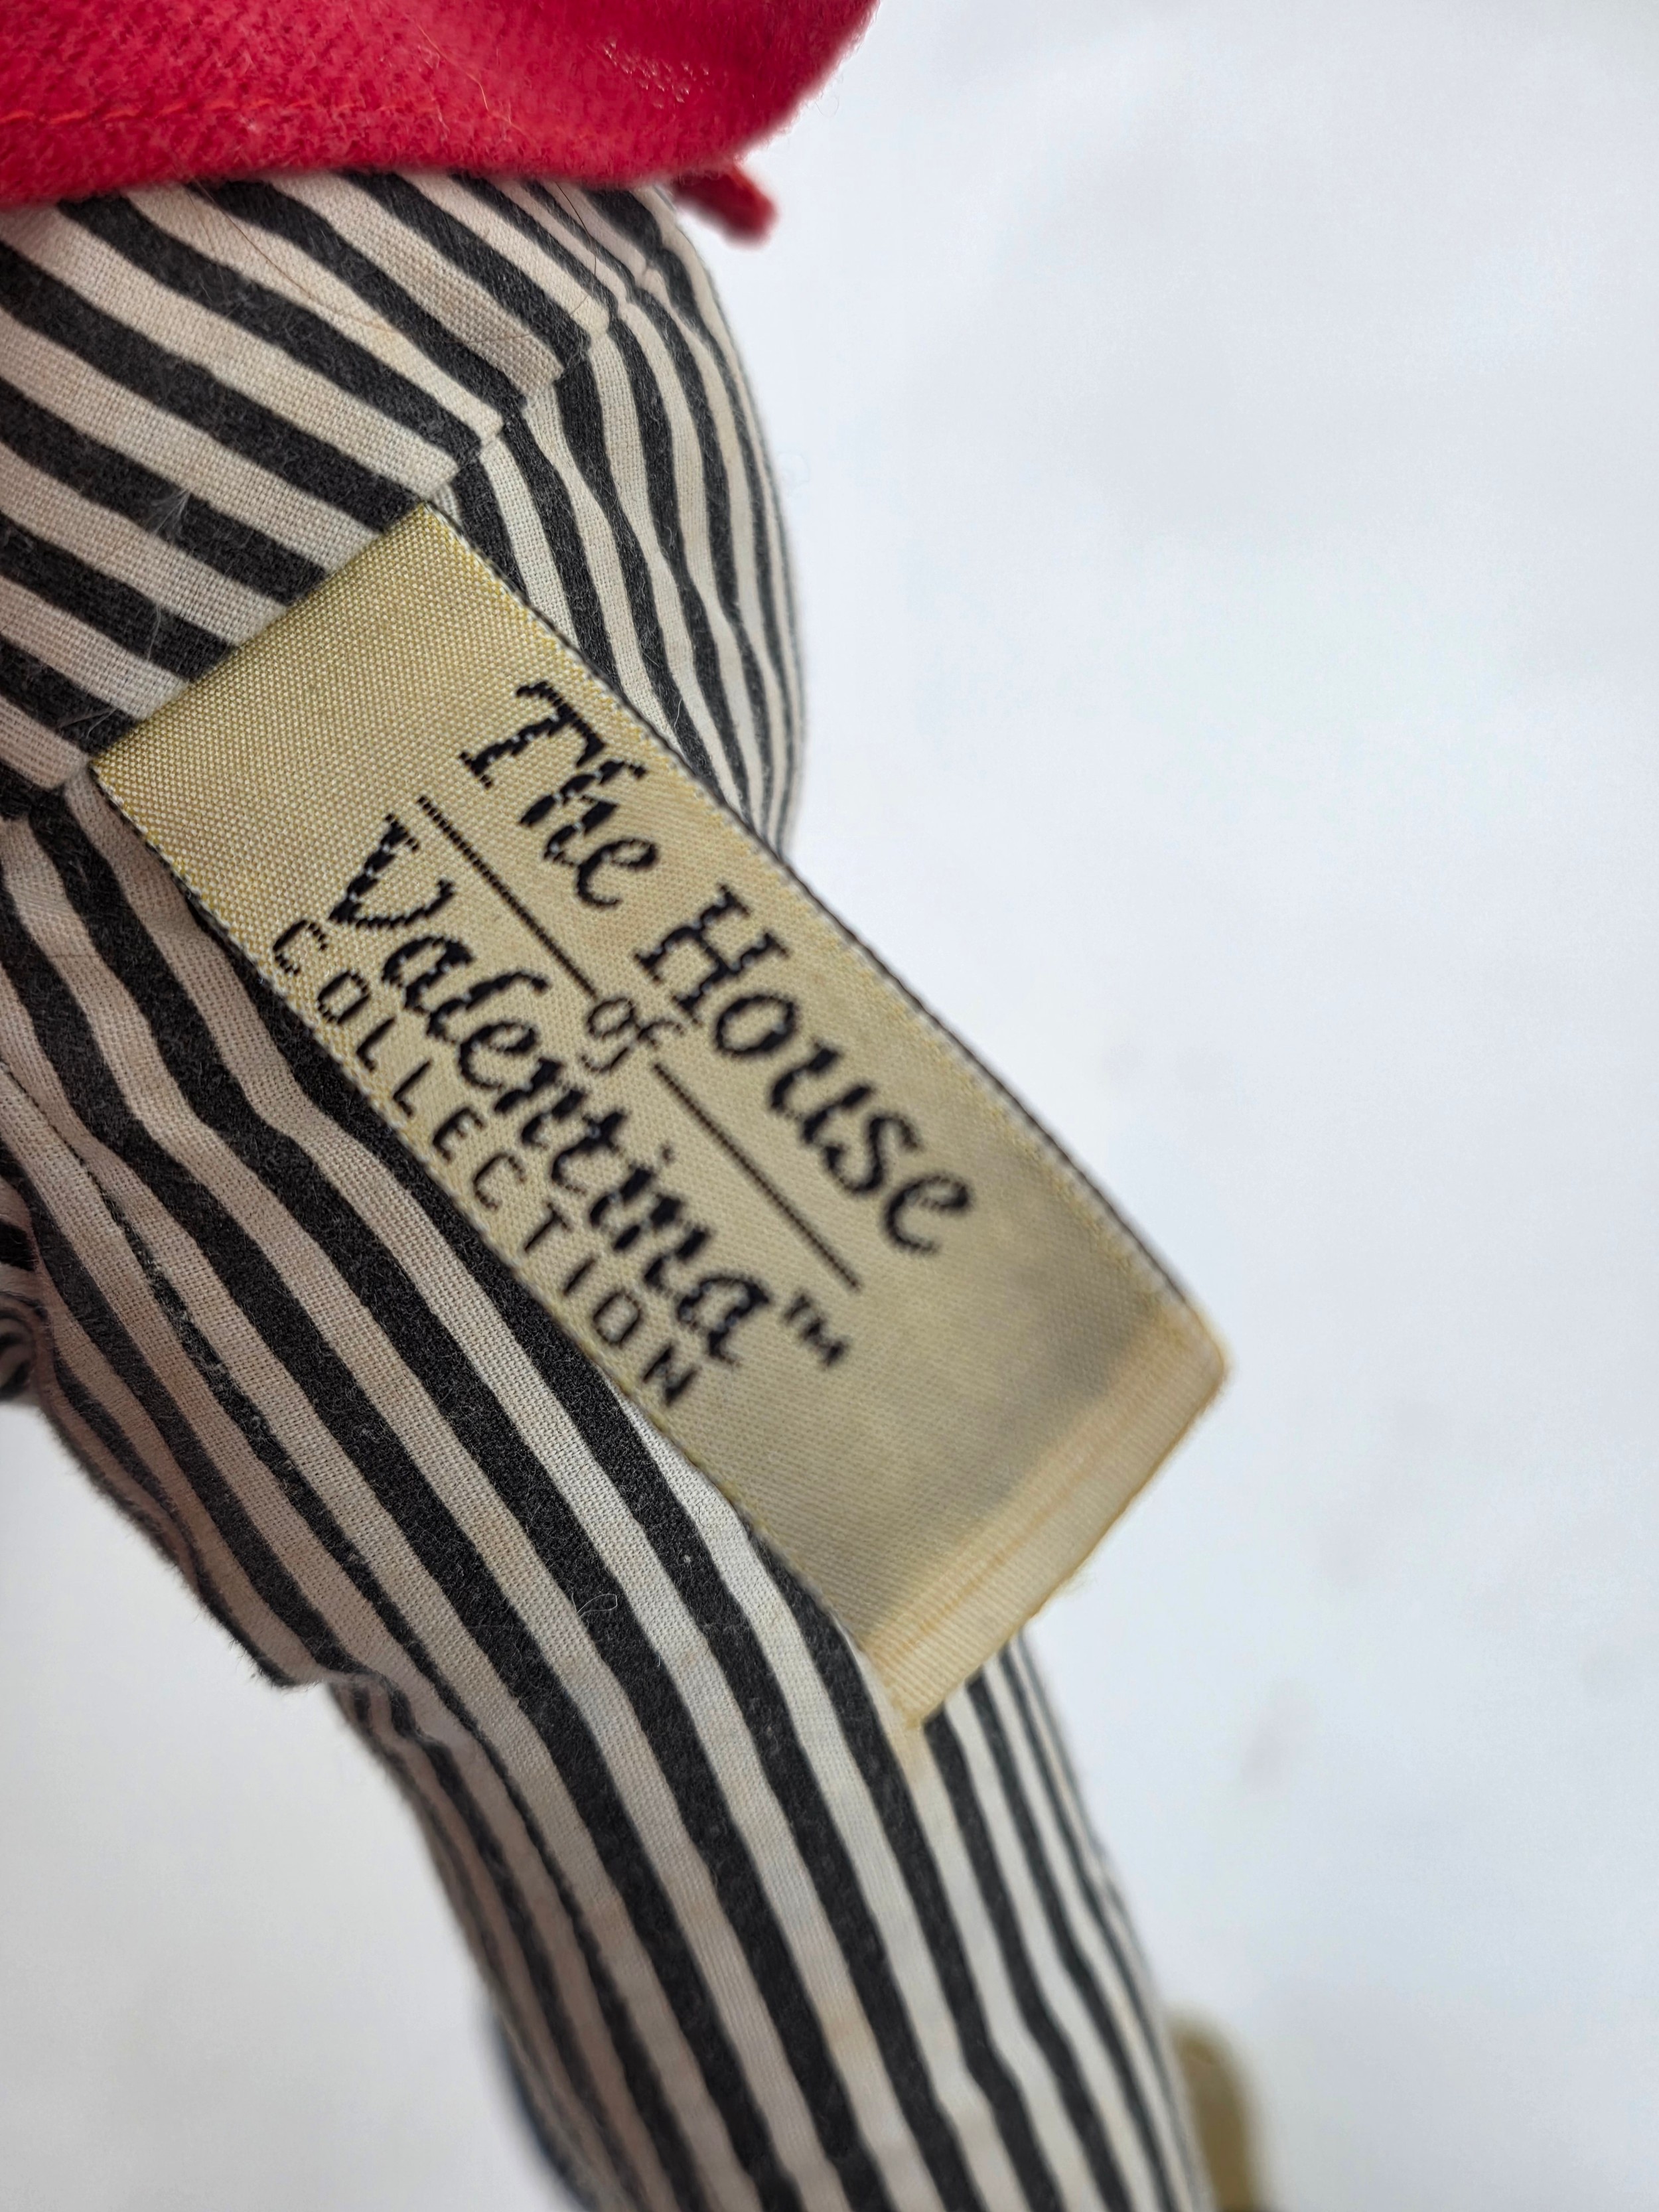 The House
of
Valentina™
COLLECTION